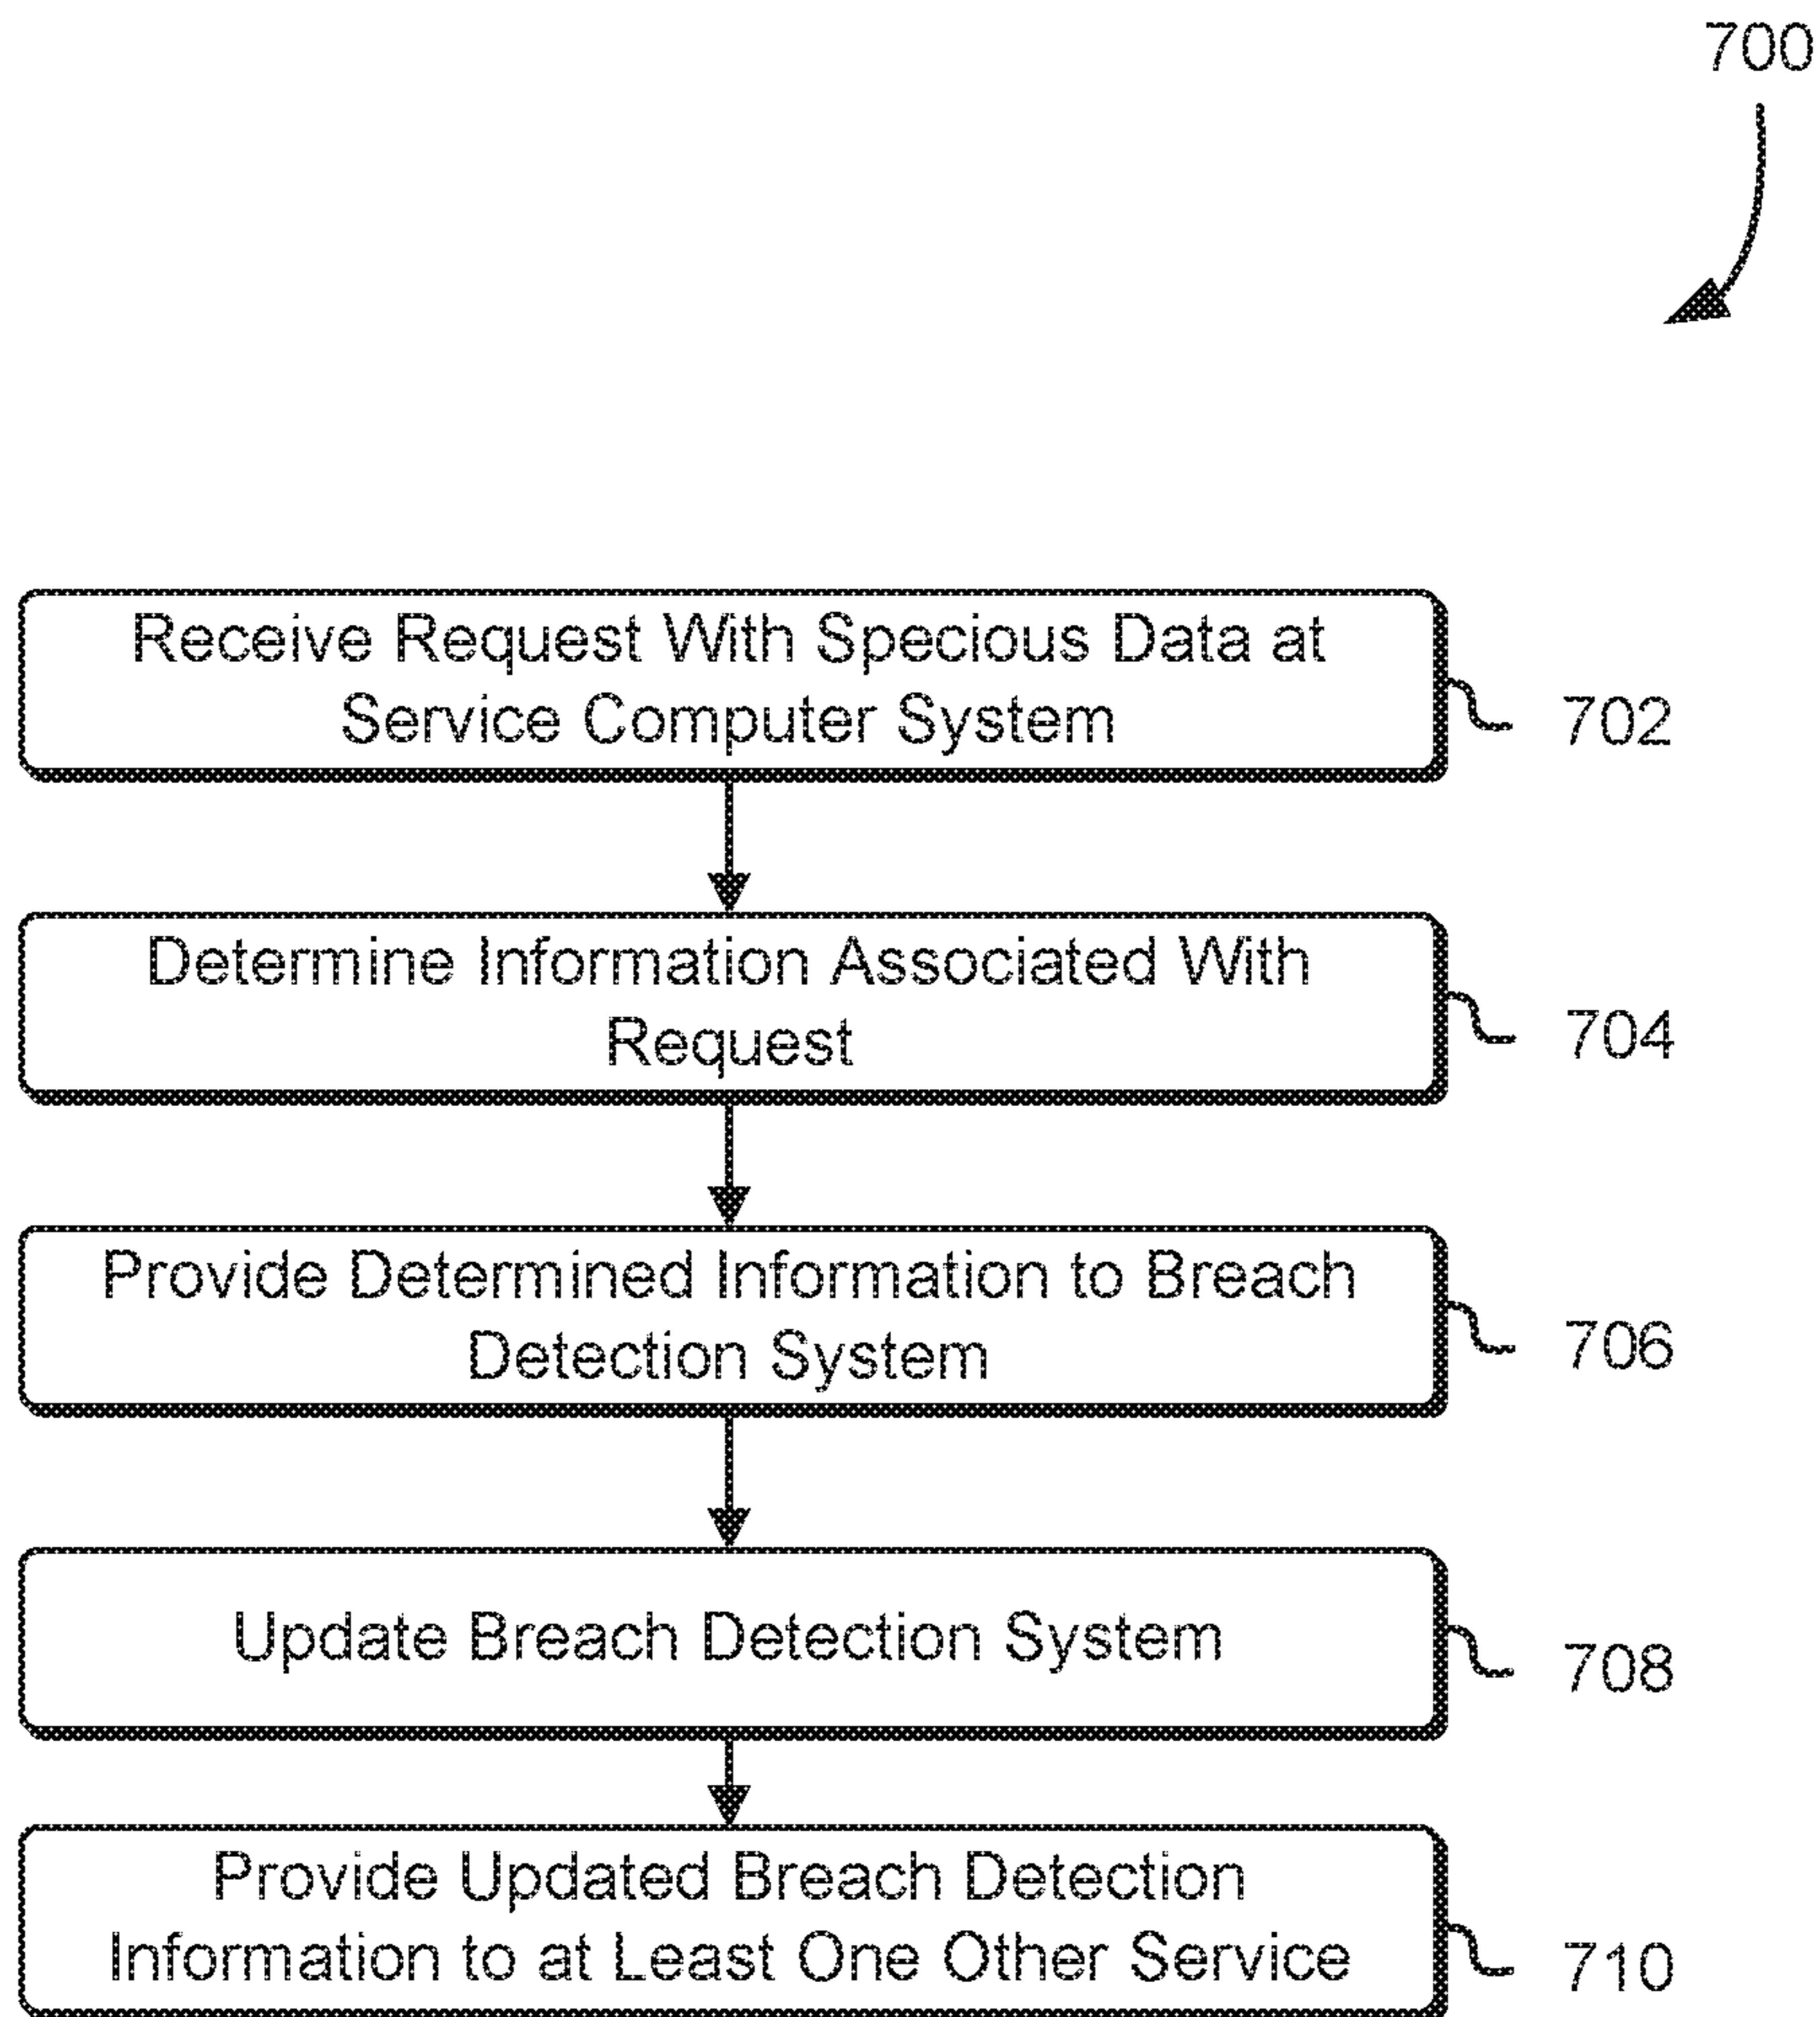 700
Receive Request With Specious Data at
Service Computer System
702
Determine Information Associated With
Request
704
Provide Determined Information to Breach
Detection System
706
Update Breach Detection System
708
Provide Updated Breach Detection
Information to at Least One Other Service
710